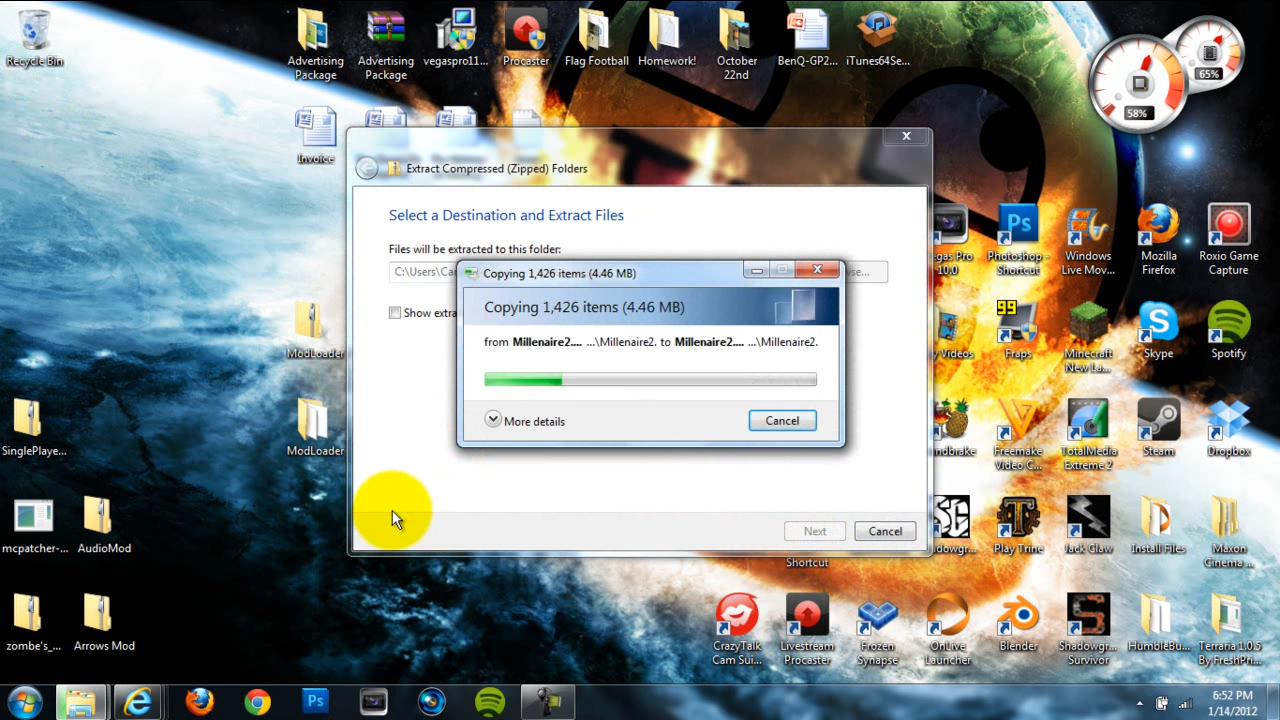 Recycle Bin
Advertising Package
Advertising Package
vegaspro11...
Procaster
Flag Football
Homework!
October 22nd
BenQ-GP2...
iTunes64Se...
65%
58%
Invoice
Extract Compressed (Zipped) Folders
Select a Destination and Extract Files
Files will be extracted to this folder:
C:\Users\Ca
...
Show extra
Copying 1,426 items (4.46 MB)
Copying 1,426 items (4.46 MB)
from Millenaire2.... ...\Millenaire2. to Millenaire2.... ...\Millenaire2.
More details
Cancel
Next
Cancel
egas Pro 10.0
Ps
Photoshop - Shortcut
Windows Live Mov...
Mozilla Firefox
Roxio Game Capture
ModLoader
Videos
99
Fraps
Minecraft New La...
Skype
Spotify
SinglePlaye...
ModLoader
ndbrake
Freemake Video C...
TotalMedia Extreme 2
Steam
Dropbox
mcpatcher-...
AudioMod
SG
dowgr...
Shortcut
Play Trine
Jack Claw
Install Files
Maxon Cinema ...
zombe's_...
Arrows Mod
CrazyTalk Cam Sui...
Livestream Procaster
Frozen Synapse
OnLive Launcher
Blender
Shadowgr... Survivor
HumbleBu...
Terraria 1.0.5 By FreshPri...
Ps
6:52 PM
1/14/2012